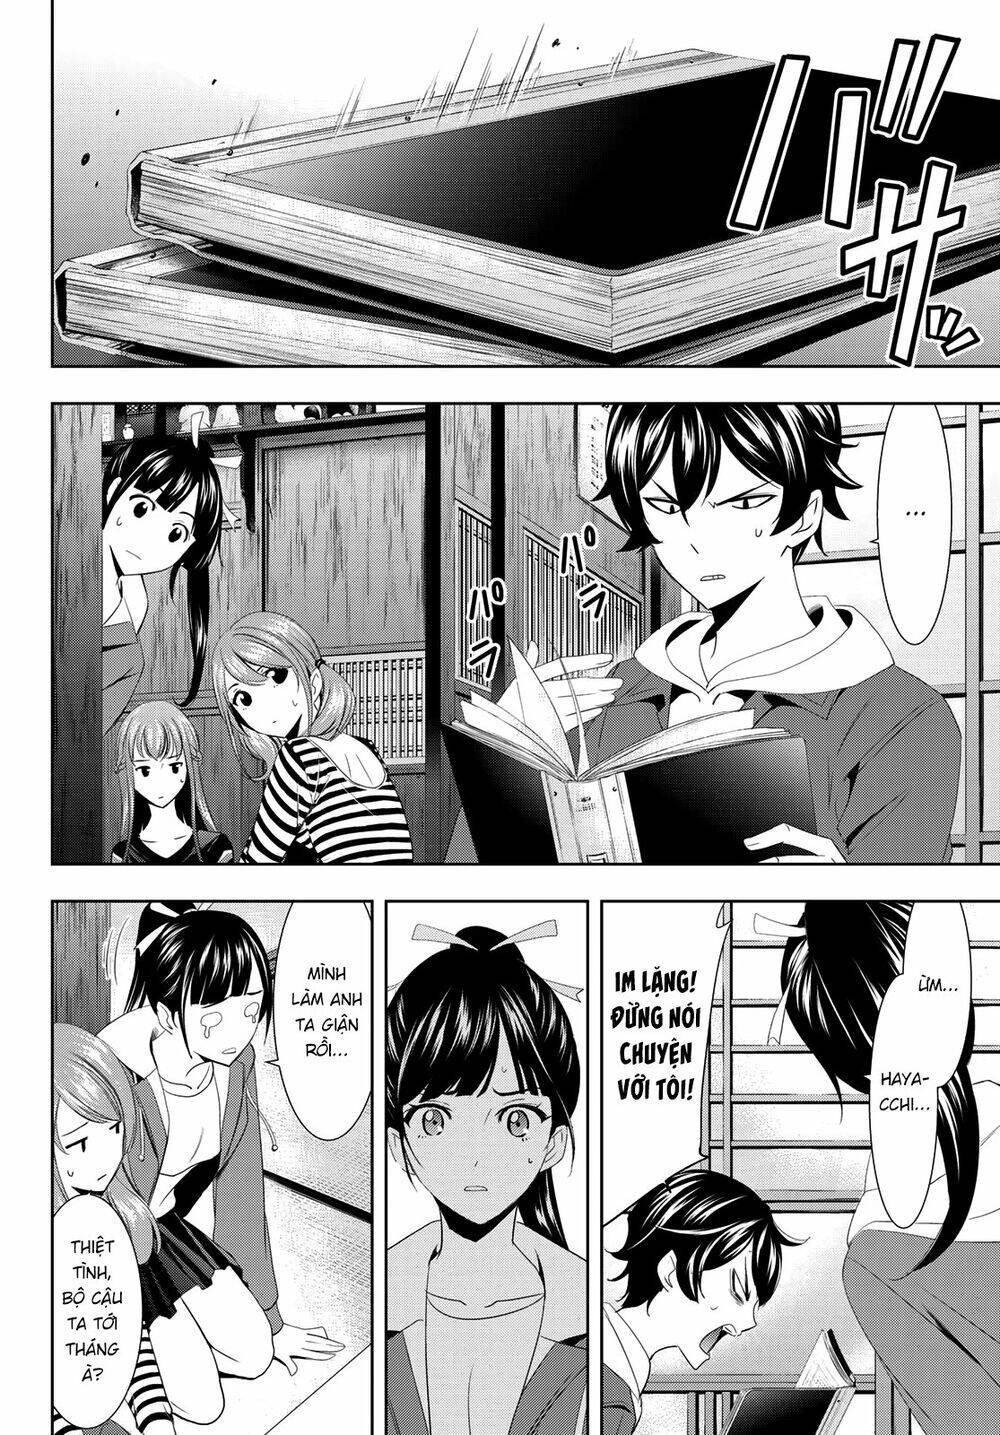 バサッ
...
パラ
パラ
ỪM...
HAYA-
CCHI...
IM LẶNG!
ĐỪNG NÓI
CHUYỆN
VỚI TÔI!
MÌNH
LÀM ANH
TA GIẬN
RỒI...
THIỆT
TÌNH,
BỘ CẬU
TA TỚI
THÁNG
À?